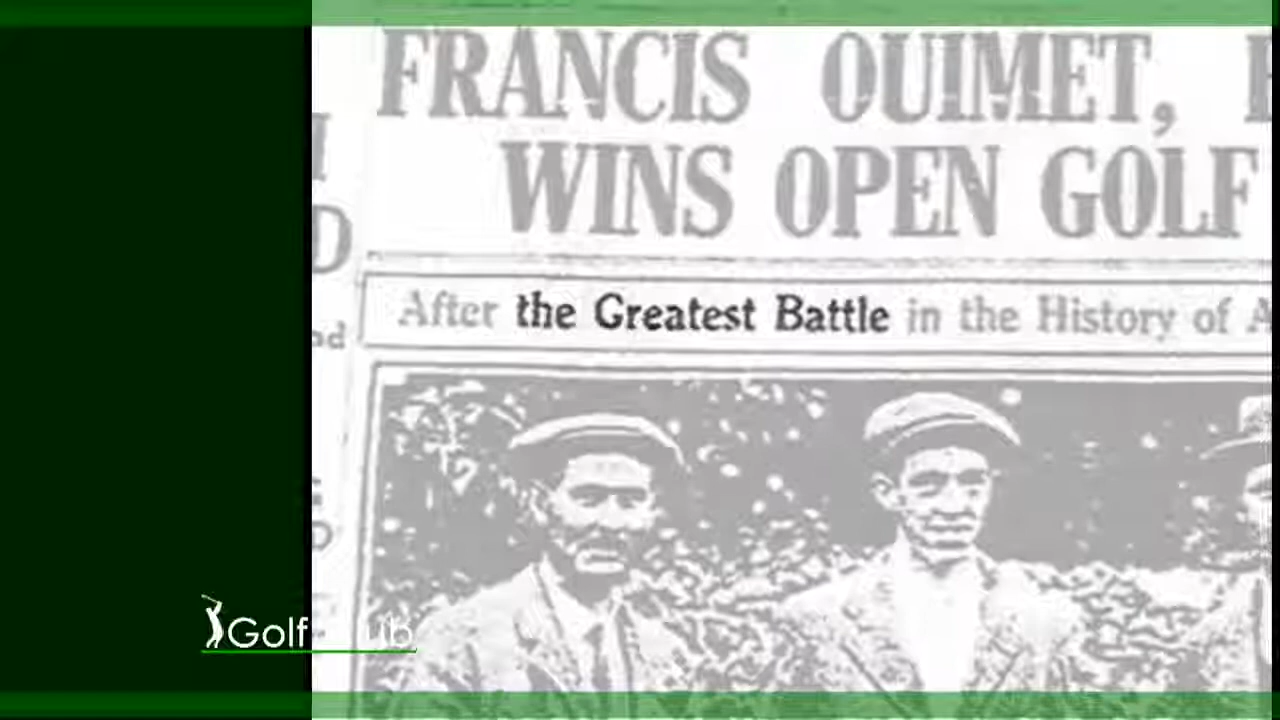 FRANCIS OUIMET,
WINS OPEN GOLF
After the Greatest Battle in the History of
Golf